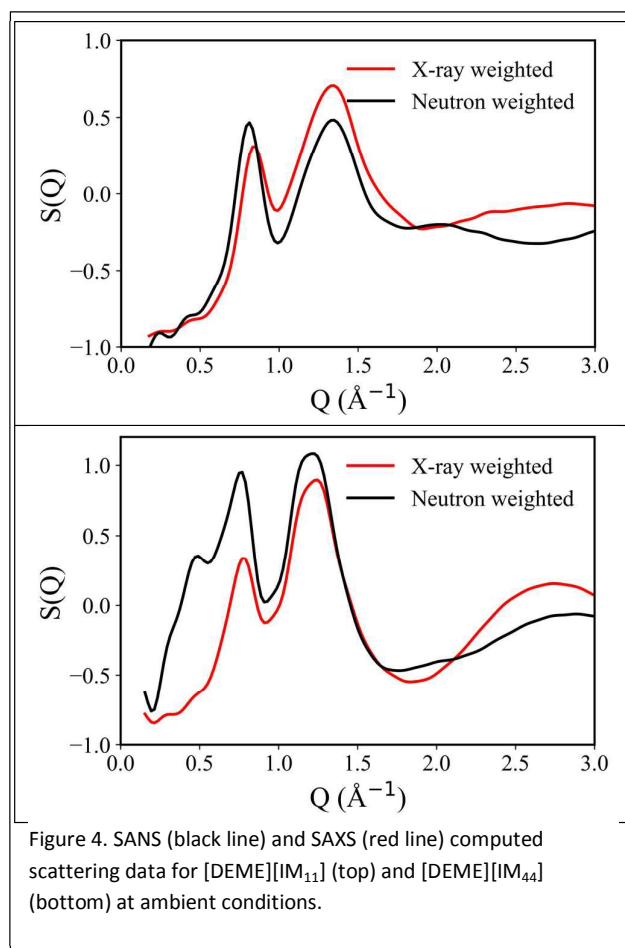 1.0
0.5
0.0
−0.5
−1.0
S(Q)
X-ray weighted
Neutron weighted
0.0 0.5 1.0 1.5 2.0 2.5 3.0
Q (Å⁻¹)
1.0
0.5
0.0
−0.5
−1.0
S(Q)
X-ray weighted
Neutron weighted
0.0 0.5 1.0 1.5 2.0 2.5 3.0
Q (Å⁻¹)
Figure 4. SANS (black line) and SAXS (red line) computed
scattering data for [DEME][IM₁₁] (top) and [DEME][IM₄₄]
(bottom) at ambient conditions.